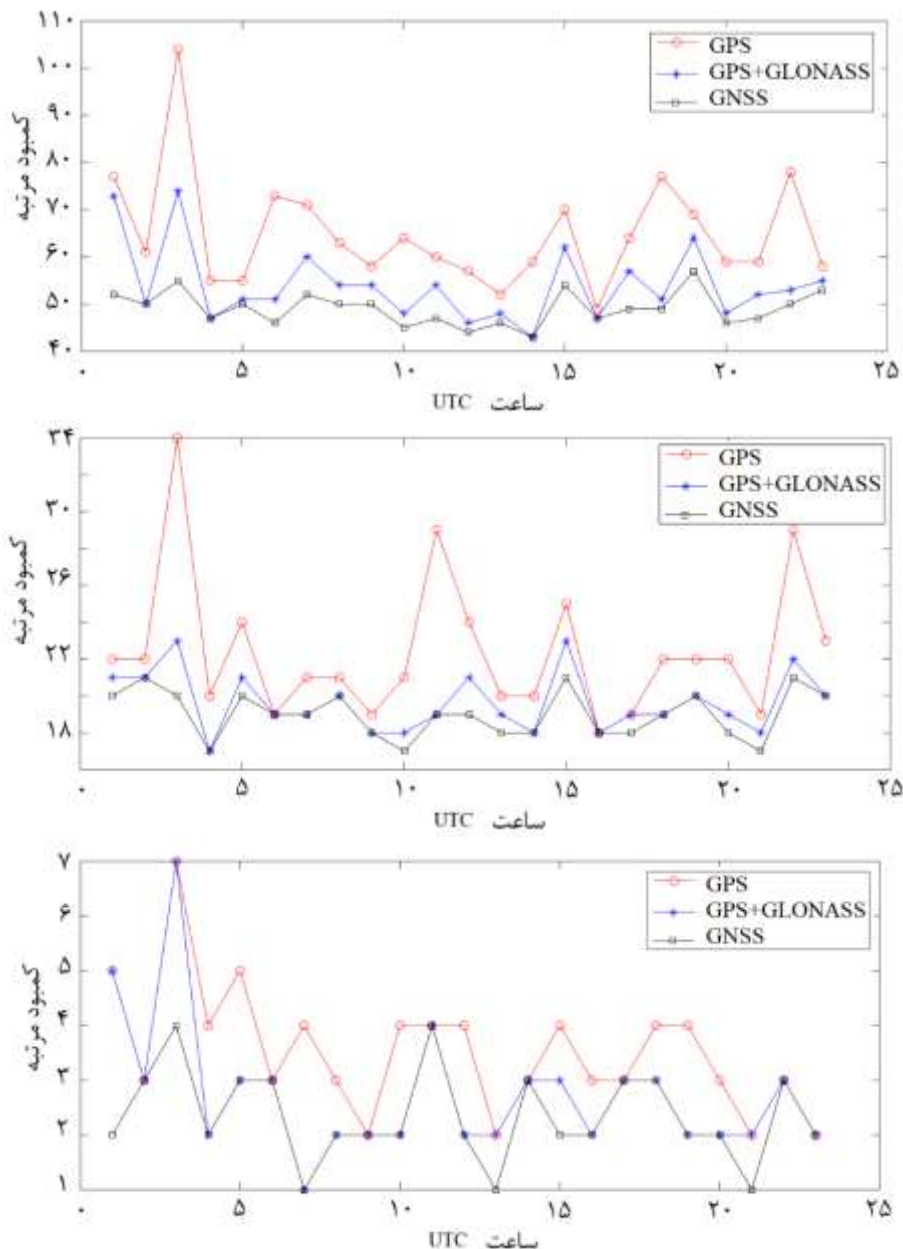 ۱۱۰
۱۰۰
۹۰
۸۰
۷۰
۶۰
۵۰
۴۰
کمبود مرتبه
GPS
GPS+GLONASS
GNSS
۰ ۵ ۱۰ ۱۵ ۲۰ ۲۵
ساعت UTC
۳۴
۳۰
۲۶
۲۲
۱۸
کمبود مرتبه
GPS
GPS+GLONASS
GNSS
۰ ۵ ۱۰ ۱۵ ۲۰ ۲۵
ساعت UTC
۷
۶
۵
۴
۳
۲
۱
کمبود مرتبه
GPS
GPS+GLONASS
GNSS
۰ ۵ ۱۰ ۱۵ ۲۰ ۲۵
ساعت UTC